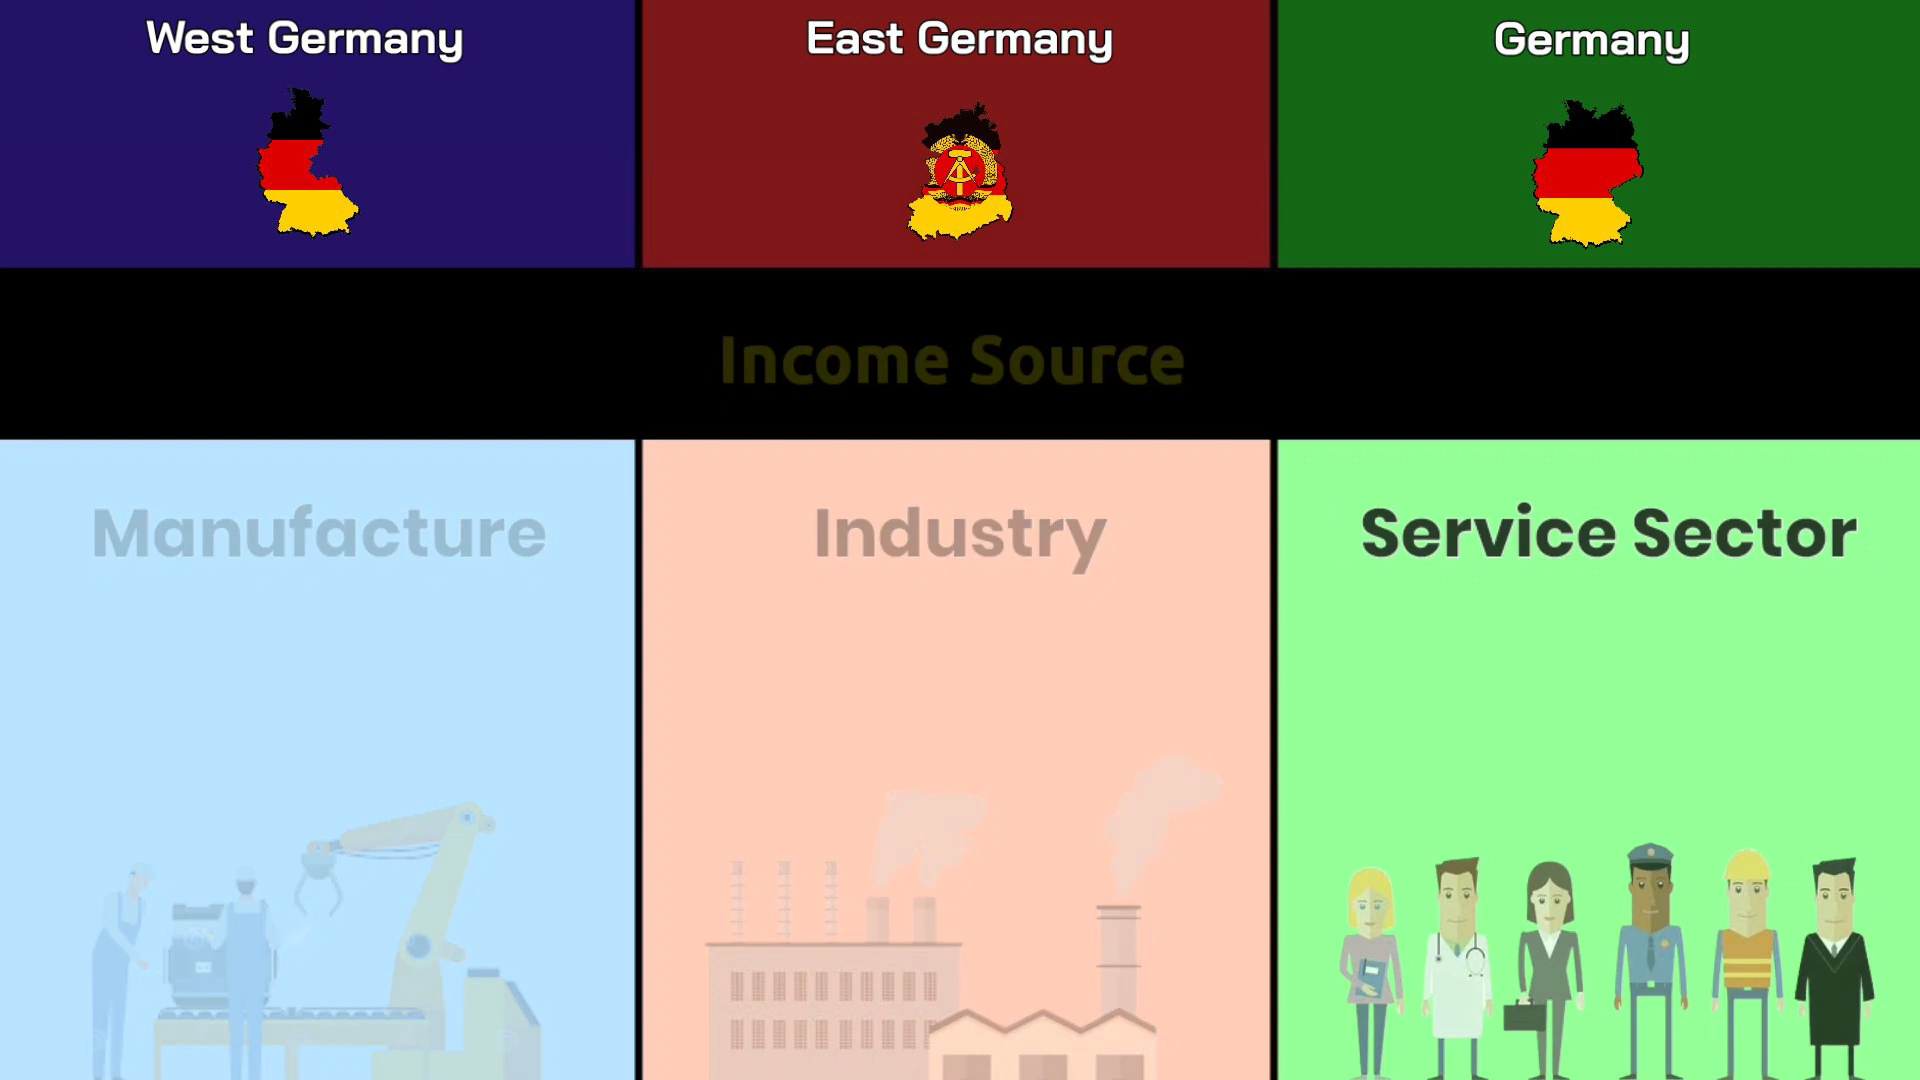 West Germany
East Germany
Germany
Income Source
Manufacture
Industry
Service Sector